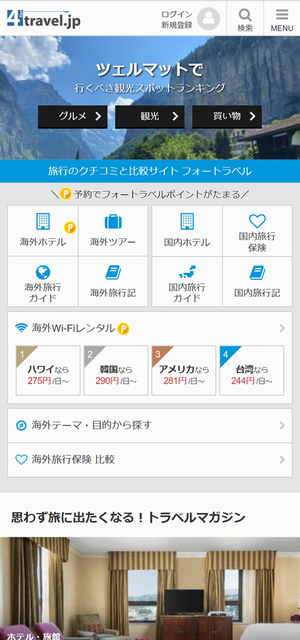 4travel.jp
ログイン
新規登録
検索
MENU
ツェルマットで
行くべき観光スポットランキング
グルメ
観光
買い物
旅行のクチコミと比較サイト フォートラベル
＼ P 予約でフォートラベルポイントがたまる／
海外ホテル P
海外ツアー
国内ホテル
国内旅行
保険
海外旅行
ガイド
海外旅行記
国内旅行
ガイド
国内旅行記
海外Wi-Fiレンタル P
1
ハワイなら
275円/日〜
2
韓国なら
290円/日〜
3
アメリカなら
281円/日〜
4
台湾なら
244円/日〜
海外テーマ・目的から探す
海外旅行保険 比較
思わず旅に出たくなる！トラベルマガジン
ホテル・旅館